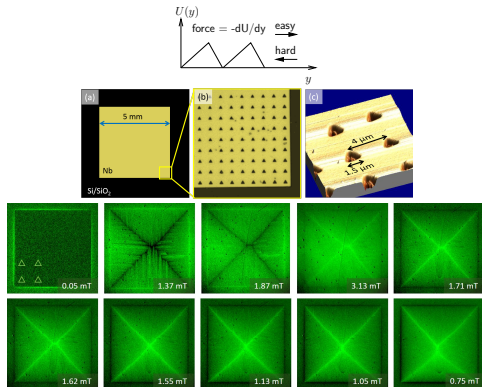 U(y)
force = -dU/dy
easy
hard
y
(a)
5 mm
Nb
Si/SiO₂
(b)
(c)
4 µm
1.5 µm
0.05 mT
1.37 mT
1.87 mT
3.13 mT
1.71 mT
1.62 mT
1.55 mT
1.13 mT
1.05 mT
0.75 mT